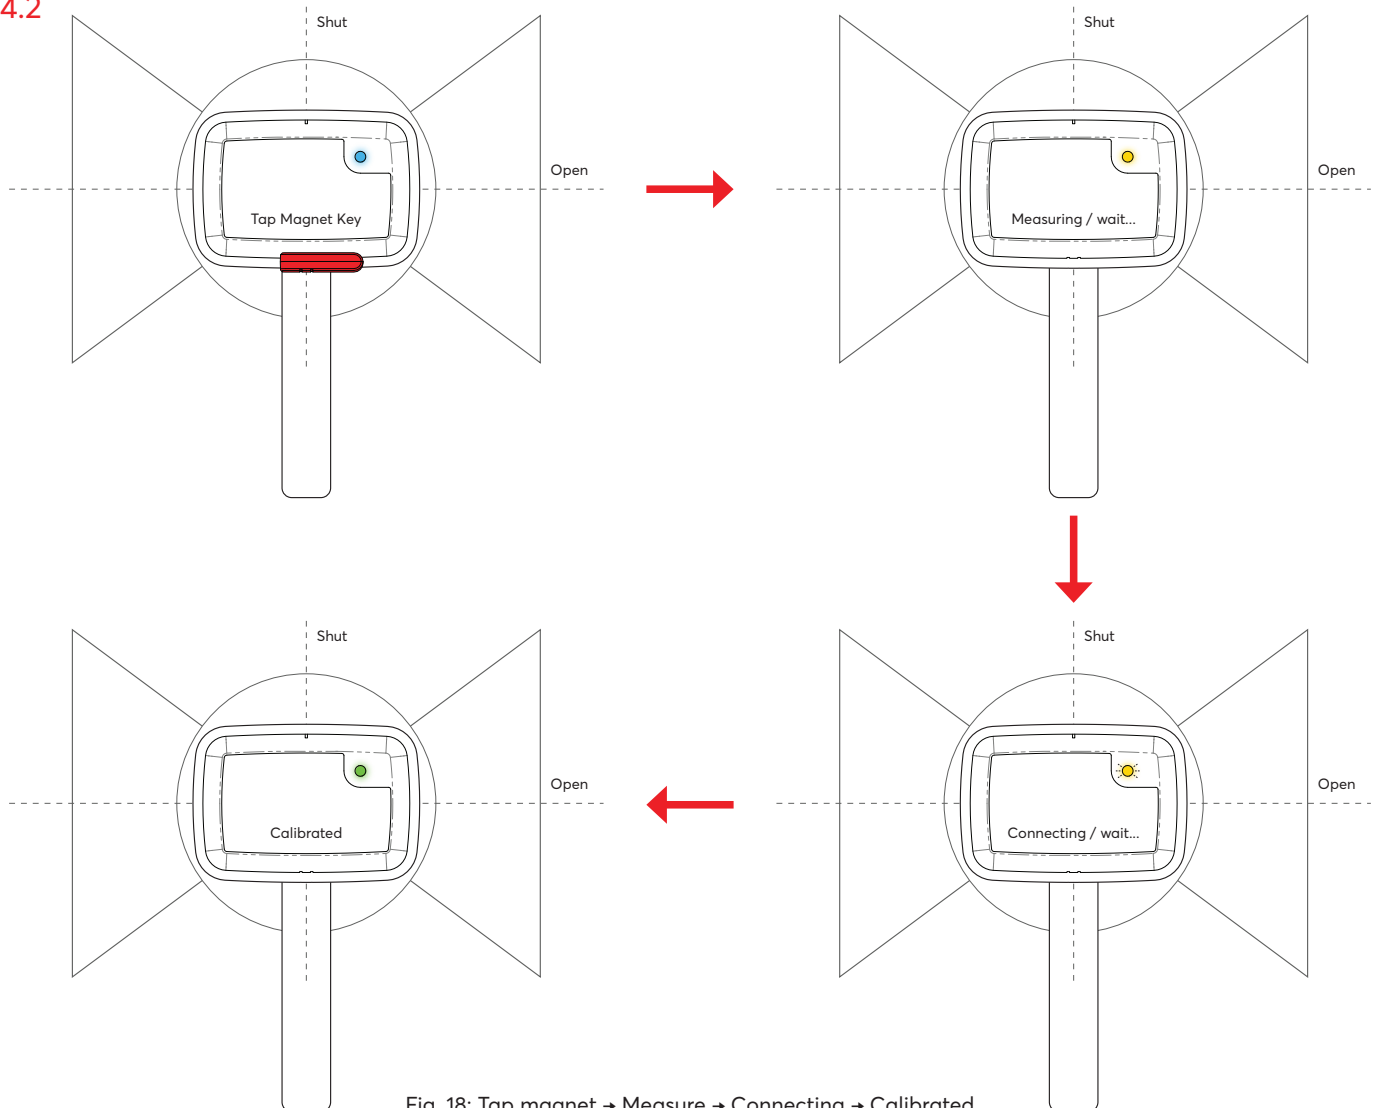 4.2
Shut
Open
Tap Magnet Key
Shut
Open
Measuring / wait...
Shut
Open
Calibrated
Shut
Open
Connecting / wait...
Fig. 18: Tap magnet → Measure → Connecting → Calibrated